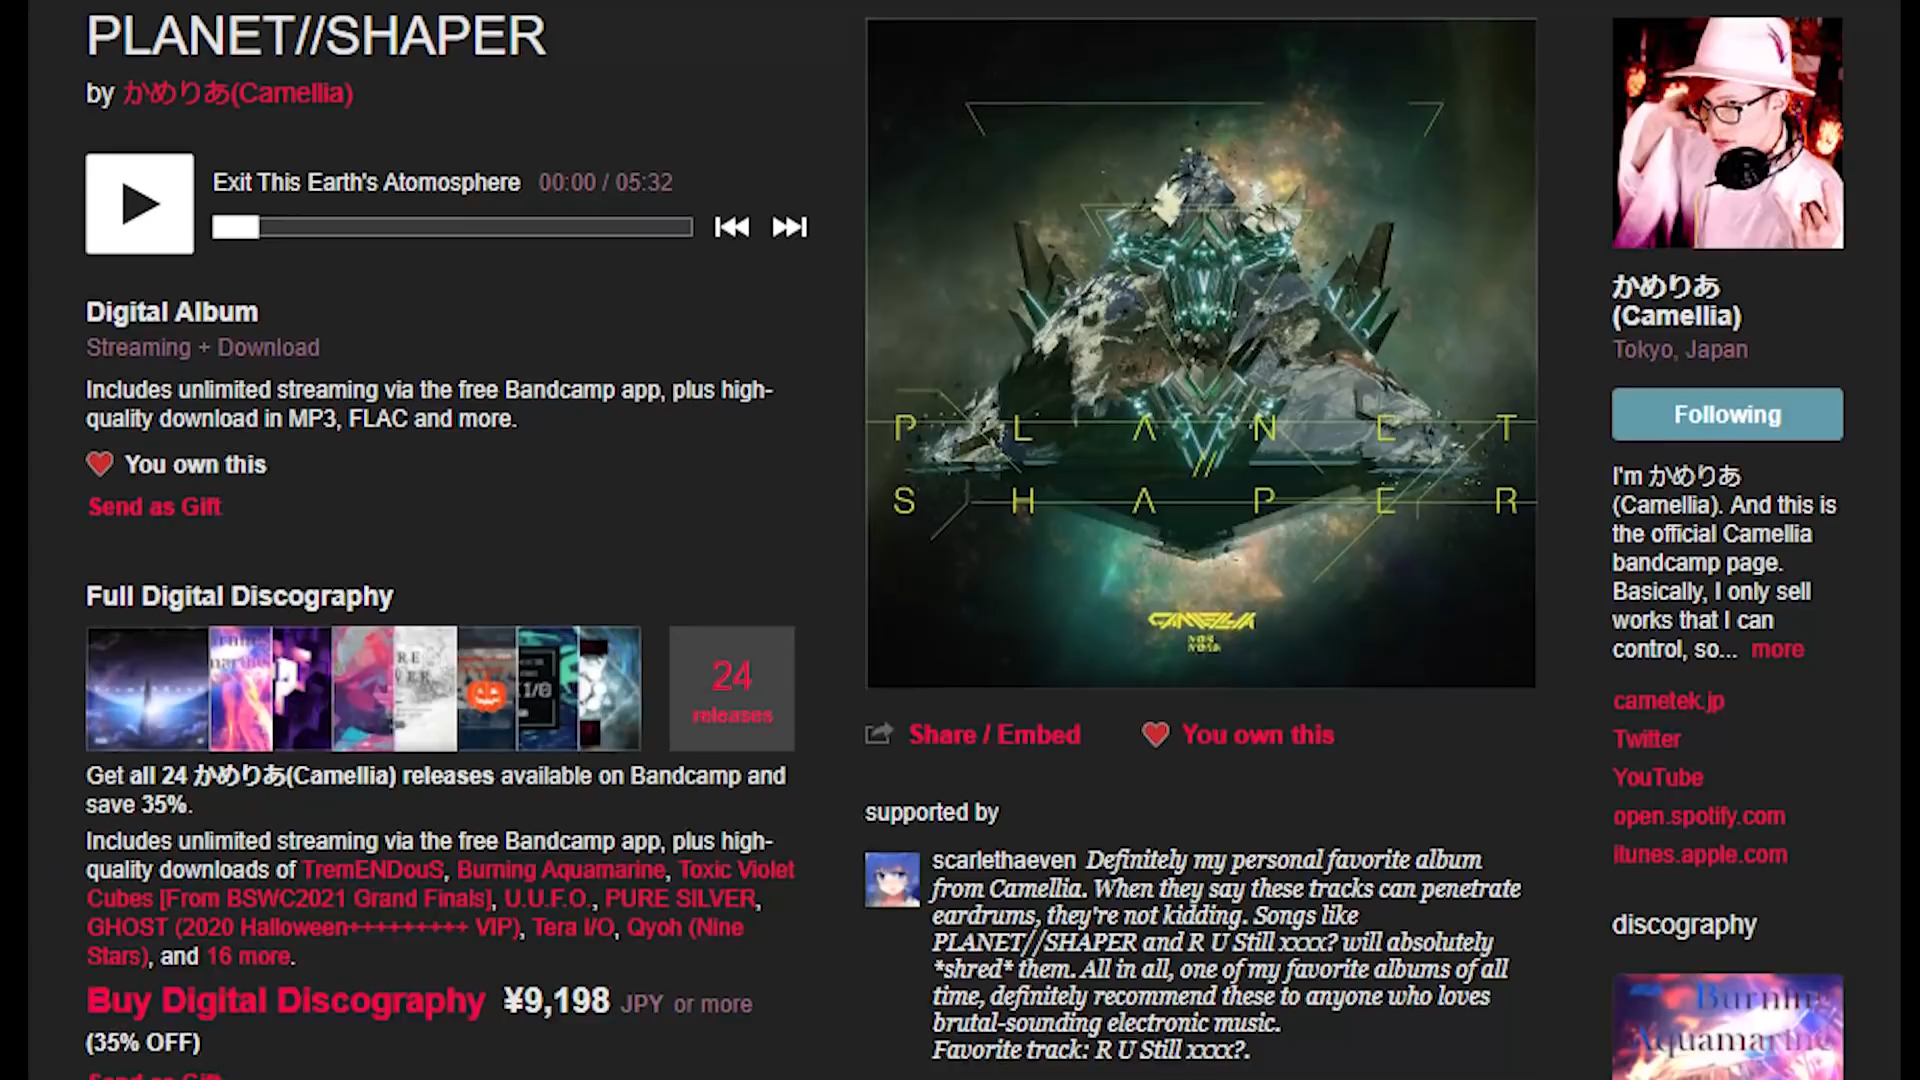 PLANET//SHAPER
by かめりあ(Camellia)
Exit This Earth's Atomosphere 00:00 / 05:32
Digital Album
Streaming + Download
Includes unlimited streaming via the free Bandcamp app, plus high-
quality download in MP3, FLAC and more.
You own this
Send as Gift
Full Digital Discography
24
releases
Get all 24 かめりあ(Camellia) releases available on Bandcamp and
save 35%.
Includes unlimited streaming via the free Bandcamp app, plus high-
quality downloads of TremENDouS, Burning Aquamarine, Toxic Violet
Cubes [From BSWC2021 Grand Finals], U.U.F.O., PURE SILVER,
GHOST (2020 Halloween+++++++++ VIP), Tera I/O, Qyoh (Nine
Stars), and 16 more.
Buy Digital Discography ¥9,198 JPY or more
(35% OFF)
Send as Gift
PLANET
//
SHAPER
CAMELLIA
Share / Embed
You own this
supported by
scarlethaeven Definitely my personal favorite album
from Camellia. When they say these tracks can penetrate
eardrums, they're not kidding. Songs like
PLANET//SHAPER and R U Still xxxx? will absolutely
*shred* them. All in all, one of my favorite albums of all
time, definitely recommend these to anyone who loves
brutal-sounding electronic music.
Favorite track: R U Still xxxx?.
かめりあ
(Camellia)
Tokyo, Japan
Following
I'm かめりあ
(Camellia). And this is
the official Camellia
bandcamp page.
Basically, I only sell
works that I can
control, so... more
cametek.jp
Twitter
YouTube
open.spotify.com
itunes.apple.com
discography
Burning
Aquamarine